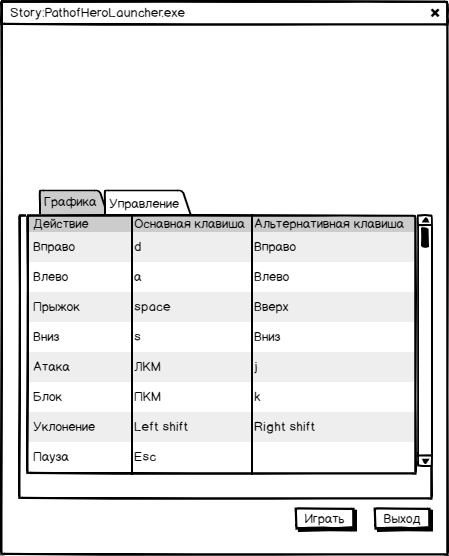 Story:PathofHeroLauncher.exe
Графика Управление
Действие Оснавная клавиша Альтернативная клавиша
Вправо d Вправо
Влево a Влево
Прыжок space Вверх
Вниз s Вниз
Атака ЛКМ j
Блок ПКМ k
Уклонение Left shift Right shift
Пауза Esc
Играть Выход